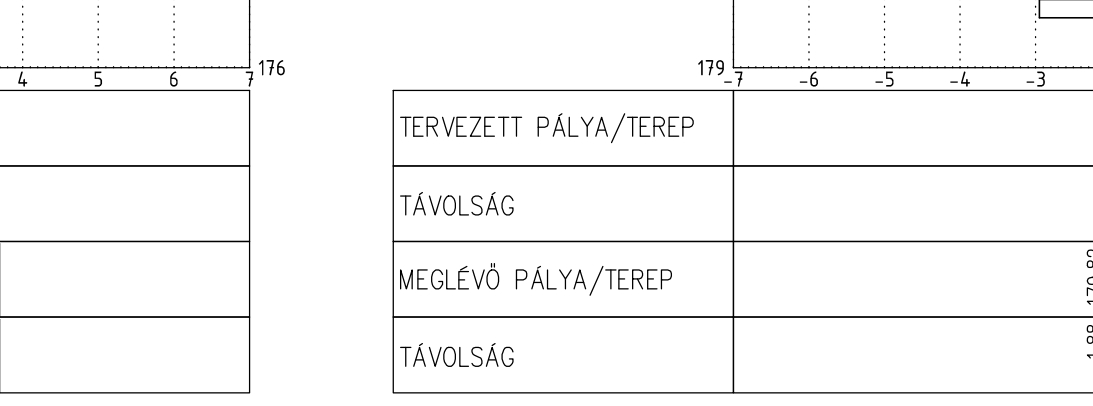 176
4 5 6 7
179
-7 -6 -5 -4 -3
TERVEZETT PÁLYA/TEREP
TÁVOLSÁG
MEGLÉVŐ PÁLYA/TEREP
TÁVOLSÁG